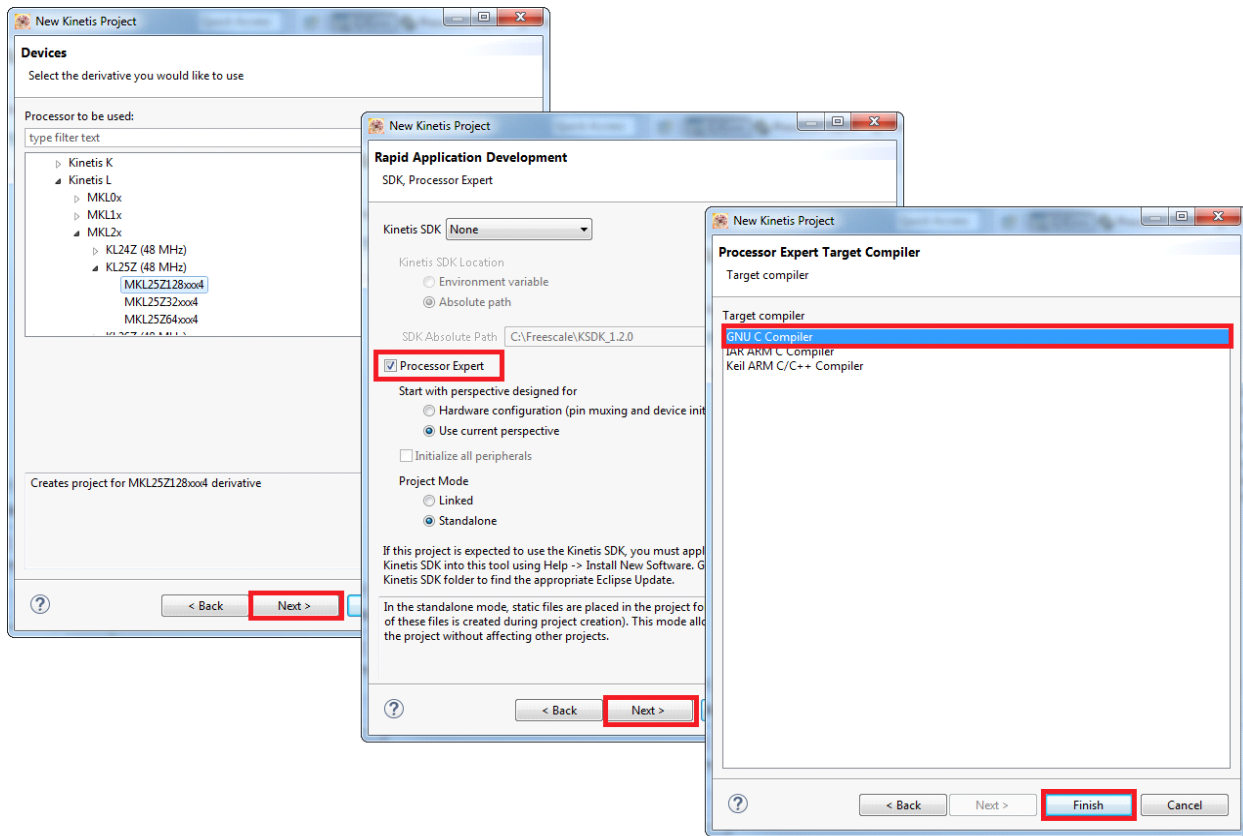 New Kinetis Project
Devices
Select the derivative you would like to use
Processor to be used:
type filter text
Kinetis K
Kinetis L
MKL0x
MKL1x
MKL2x
KL24Z (48 MHz)
KL25Z (48 MHz)
MKL25Z128xxx4
MKL25Z32xxx4
MKL25Z64xxx4
Creates project for MKL25Z128xxx4 derivative
< Back
Next >
New Kinetis Project
Rapid Application Development
SDK, Processor Expert
Kinetis SDK
None
Kinetis SDK Location
Environment variable
Absolute path
SDK Absolute Path
C:\Freescale\KSDK_1.2.0
Processor Expert
Start with perspective designed for
Hardware configuration (pin muxing and device init
Use current perspective
Initialize all peripherals
Project Mode
Linked
Standalone
If this project is expected to use the Kinetis SDK, you must appl
Kinetis SDK into this tool using Help -> Install New Software. G
Kinetis SDK folder to find the appropriate Eclipse Update.
In the standalone mode, static files are placed in the project fo
of these files is created during project creation). This mode allo
the project without affecting other projects.
< Back
Next >
New Kinetis Project
Processor Expert Target Compiler
Target compiler
Target compiler
GNU C Compiler
IAR ARM C Compiler
Keil ARM C/C++ Compiler
< Back
Next >
Finish
Cancel